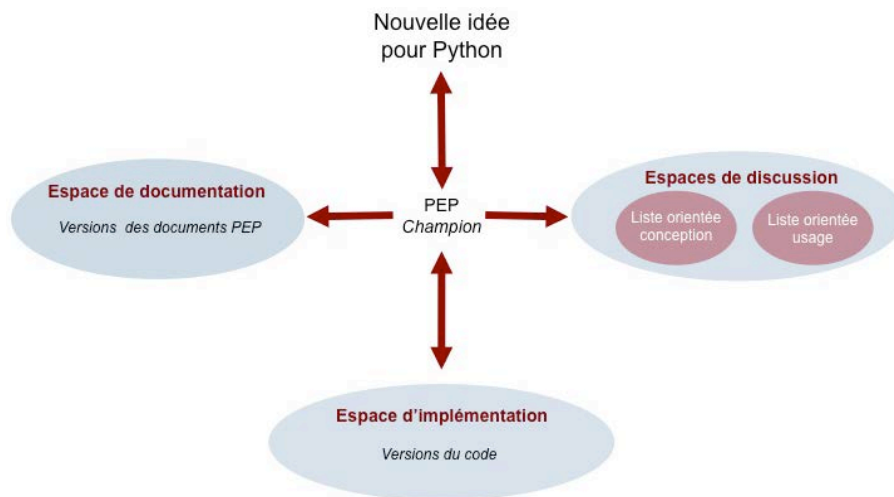 Nouvelle idée
pour Python
Espace de documentation
Versions des documents PEP
PEP
Champion
Espaces de discussion
Liste orientée
conception
Liste orientée
usage
Espace d'implémentation
Versions du code